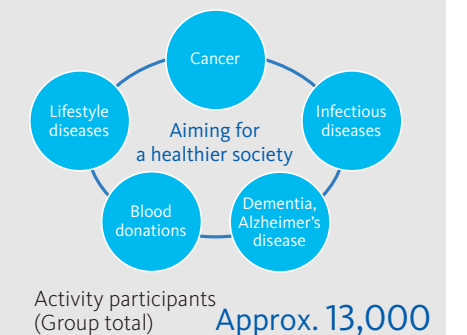 Cancer
Lifestyle
diseases
Infectious
diseases
Aiming for
a healthier society
Blood
donations
Dementia,
Alzheimer's
disease
Activity participants
(Group total)
Approx. 13,000